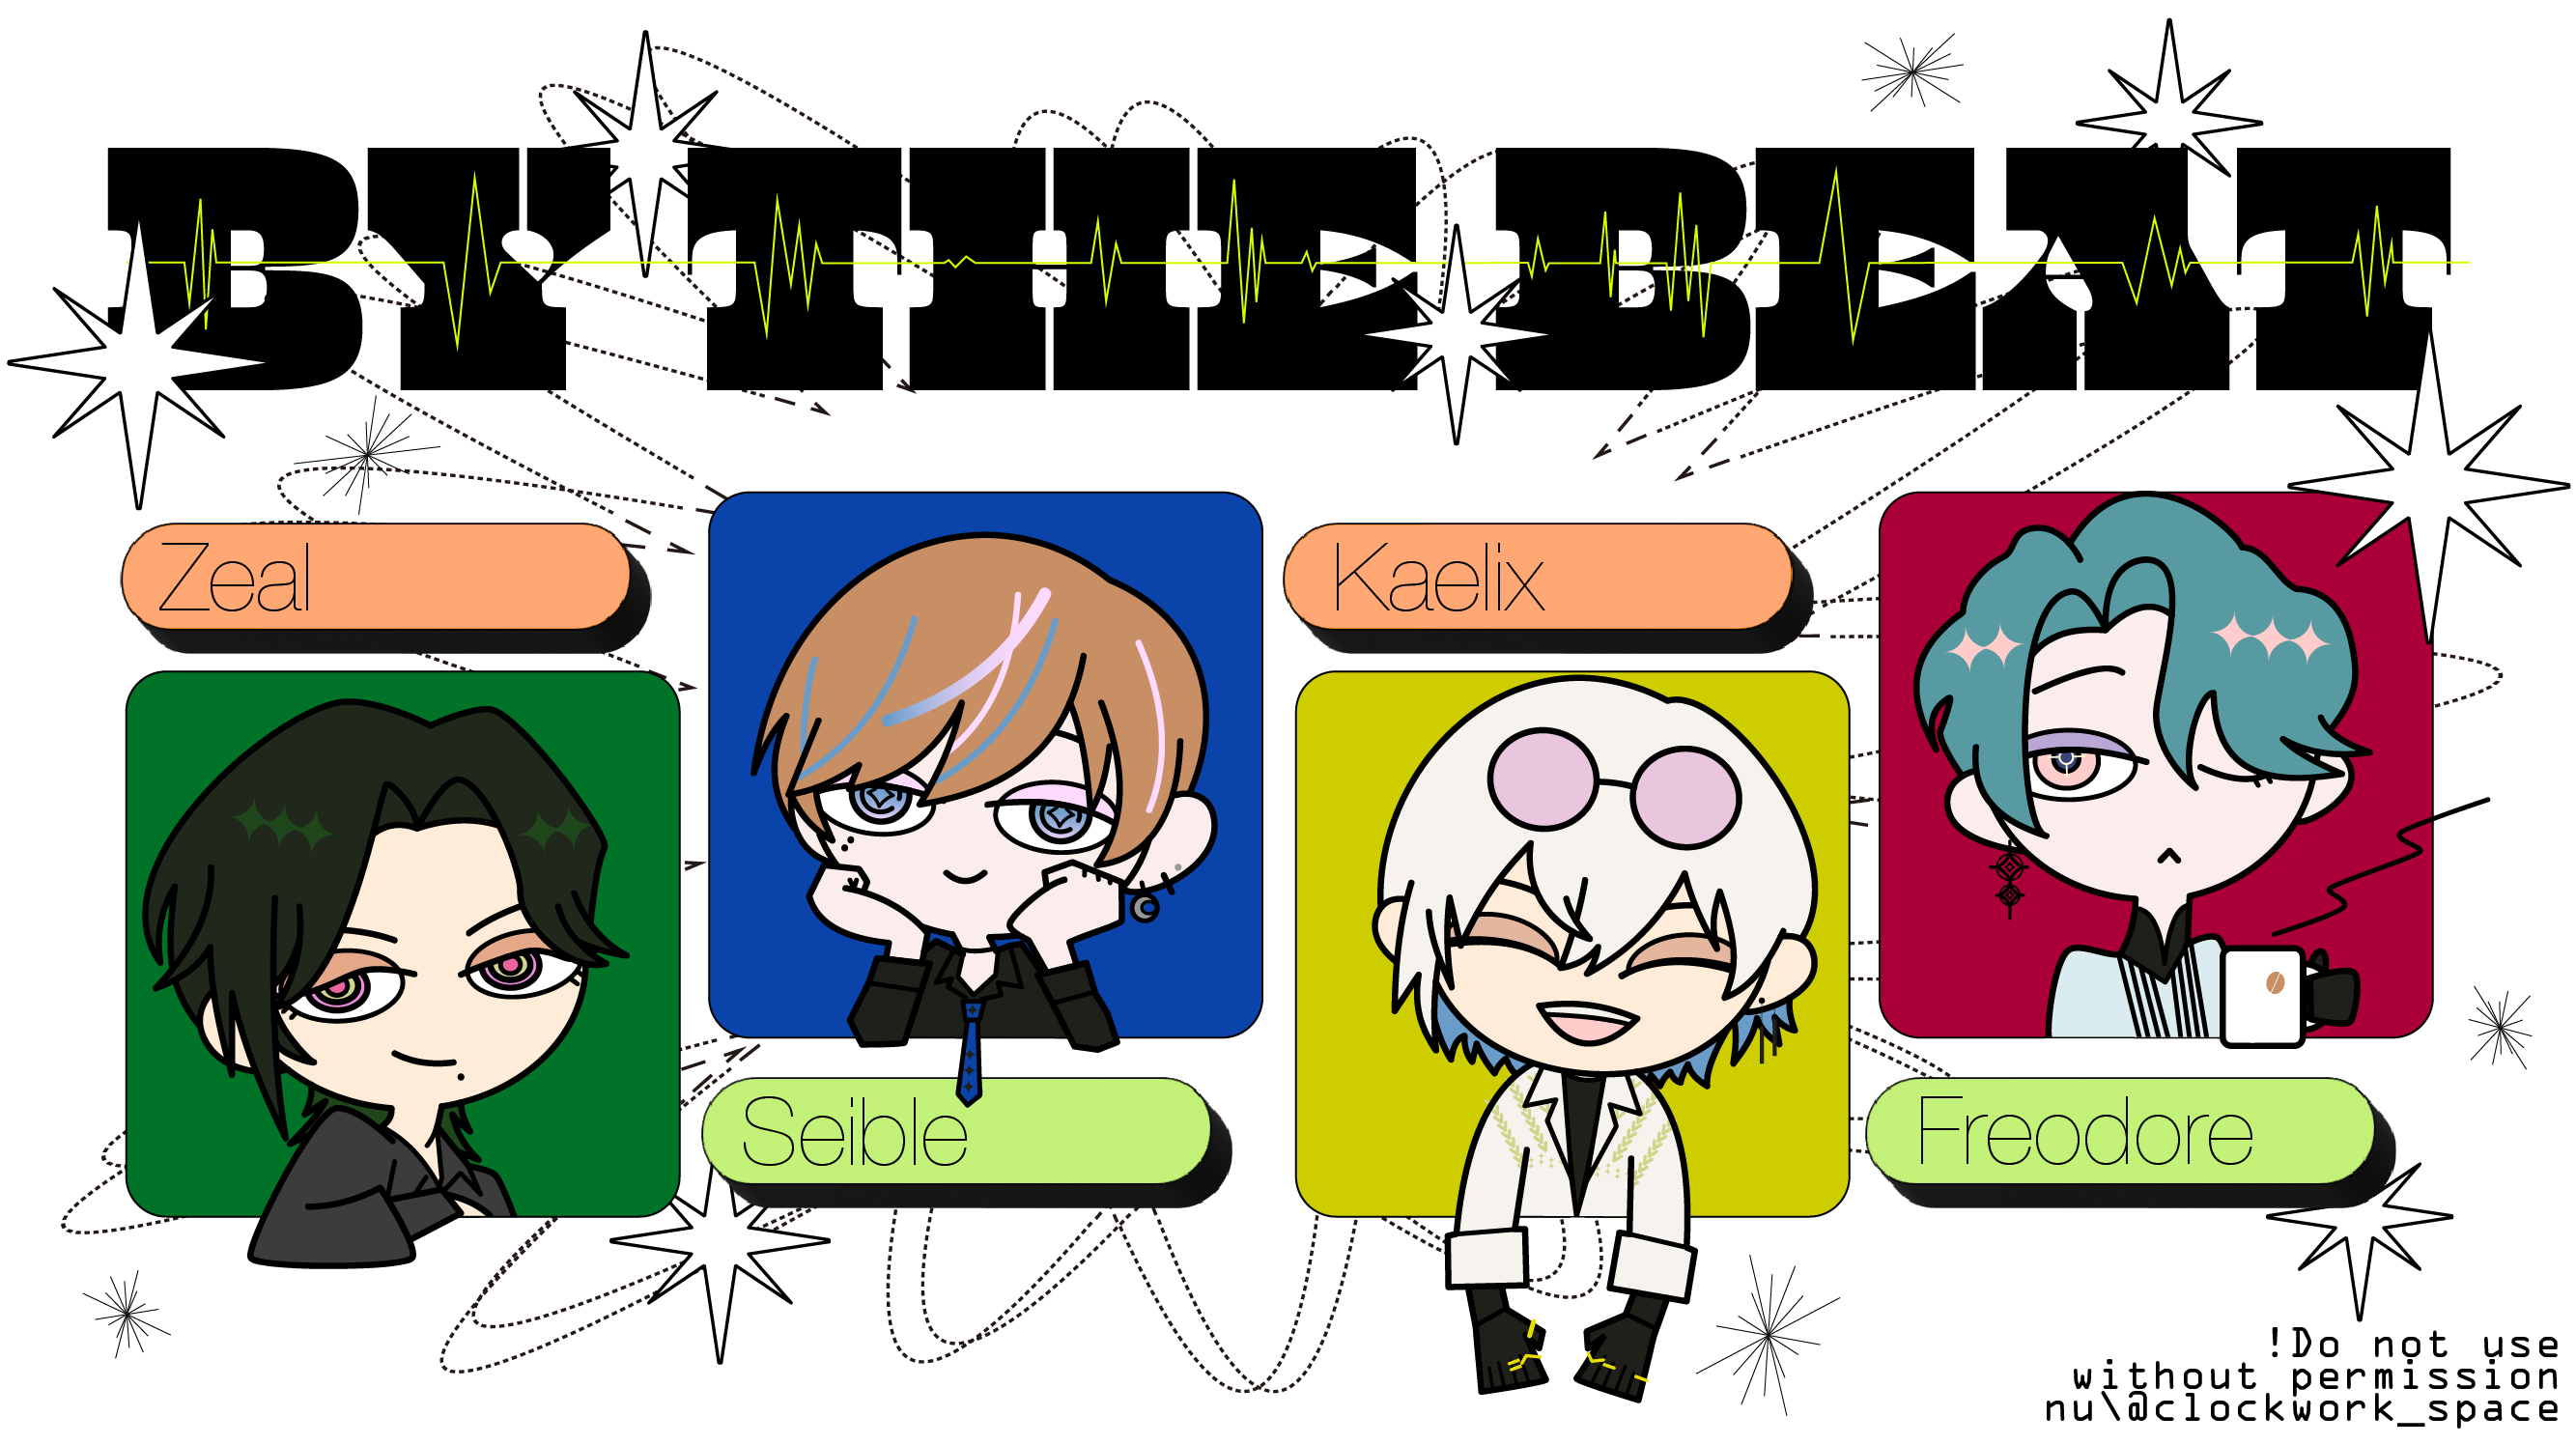 BY THE BEAT
Zeal
Kaelix
Seible
Freodore
!Do not use
without permission
nu\@clockwork_space